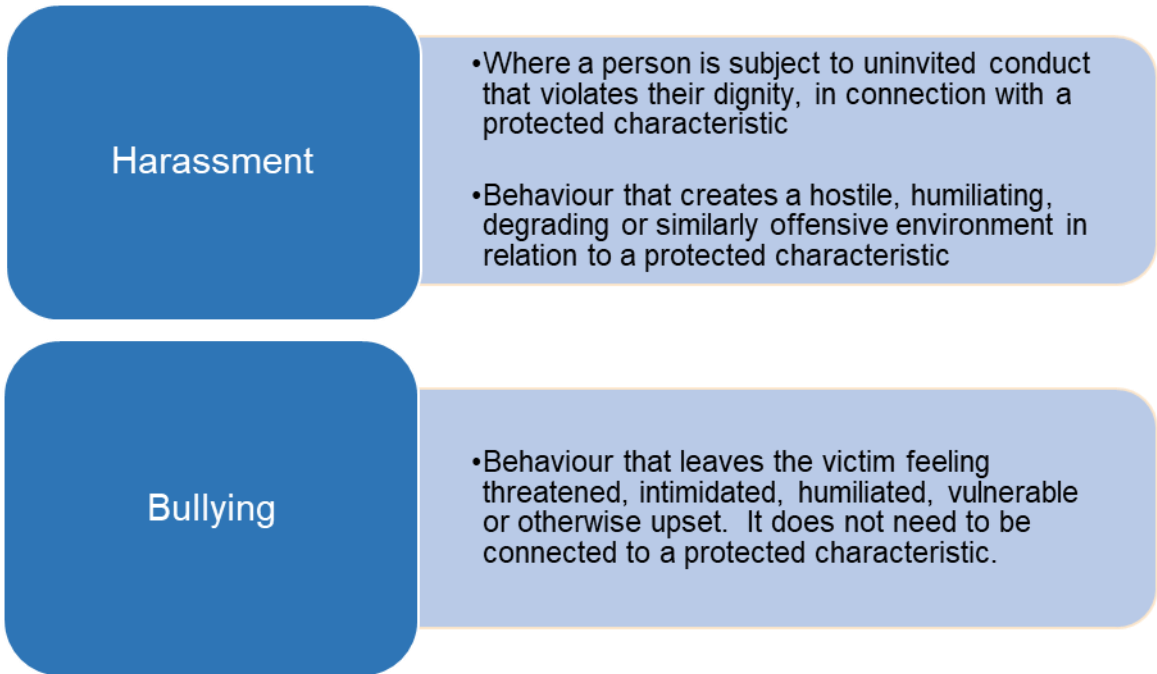 Harassment
•Where a person is subject to uninvited conduct
that violates their dignity, in connection with a
protected characteristic
•Behaviour that creates a hostile, humiliating,
degrading or similarly offensive environment in
relation to a protected characteristic
Bullying
•Behaviour that leaves the victim feeling
threatened, intimidated, humiliated, vulnerable
or otherwise upset.  It does not need to be
connected to a protected characteristic.